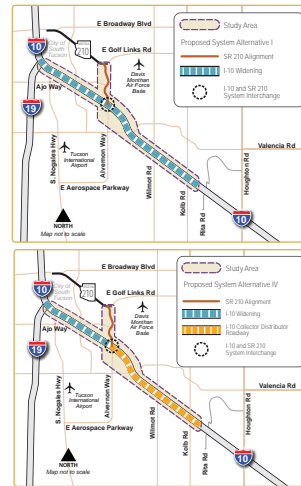 E Broadway Blvd
10
City of
South
Tucson
210
E Golf Links Rd
Davis
Monthan
Air Force
Base
Ajo Way
19
S. Nogales Hwy
Tucson
International
Airport
Alvernon Way
E Aerospace Parkway
Wilmot Rd
Kolb Rd
Rita Rd
Houghton Rd
Valencia Rd
10
NORTH
Map not to scale
Study Area
Proposed System Alternative I
SR 210 Alignment
I-10 Widening
I-10 and SR 210
System Interchange
E Broadway Blvd
10
City of
South
Tucson
210
E Golf Links Rd
Davis
Monthan
Air Force
Base
Ajo Way
19
S. Nogales Hwy
Tucson
International
Airport
Alvernon Way
E Aerospace Parkway
Wilmot Rd
Kolb Rd
Rita Rd
Houghton Rd
Valencia Rd
10
NORTH
Map not to scale
Study Area
Proposed System Alternative IV
SR 210 Alignment
I-10 Widening
I-10 Collector Distributor
Roadway
I-10 and SR 210
System Interchange